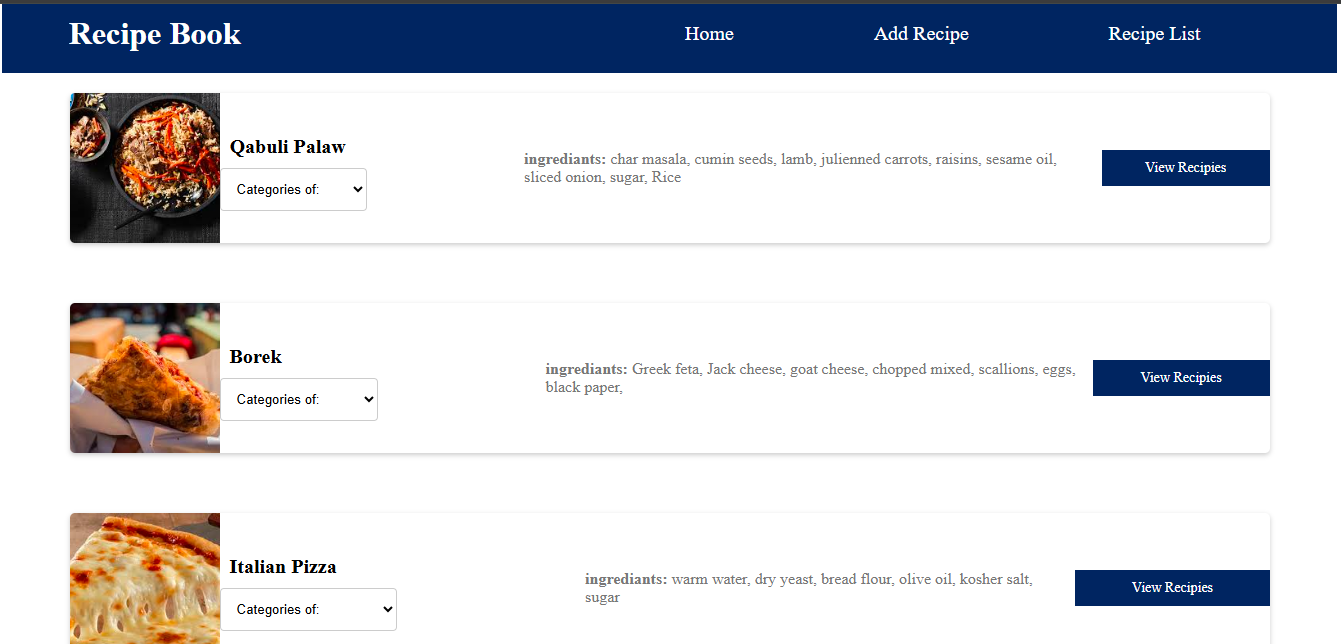 Recipe Book
Home
Add Recipe
Recipe List
Qabuli Palaw
Categories of:
ingrediants: char masala, cumin seeds, lamb, julienned carrots, raisins, sesame oil,
sliced onion, sugar, Rice
View Recipies
Borek
Categories of:
ingrediants: Greek feta, Jack cheese, goat cheese, chopped mixed, scallions, eggs,
black paper,
View Recipies
Italian Pizza
Categories of:
ingrediants: warm water, dry yeast, bread flour, olive oil, kosher salt,
sugar
View Recipies